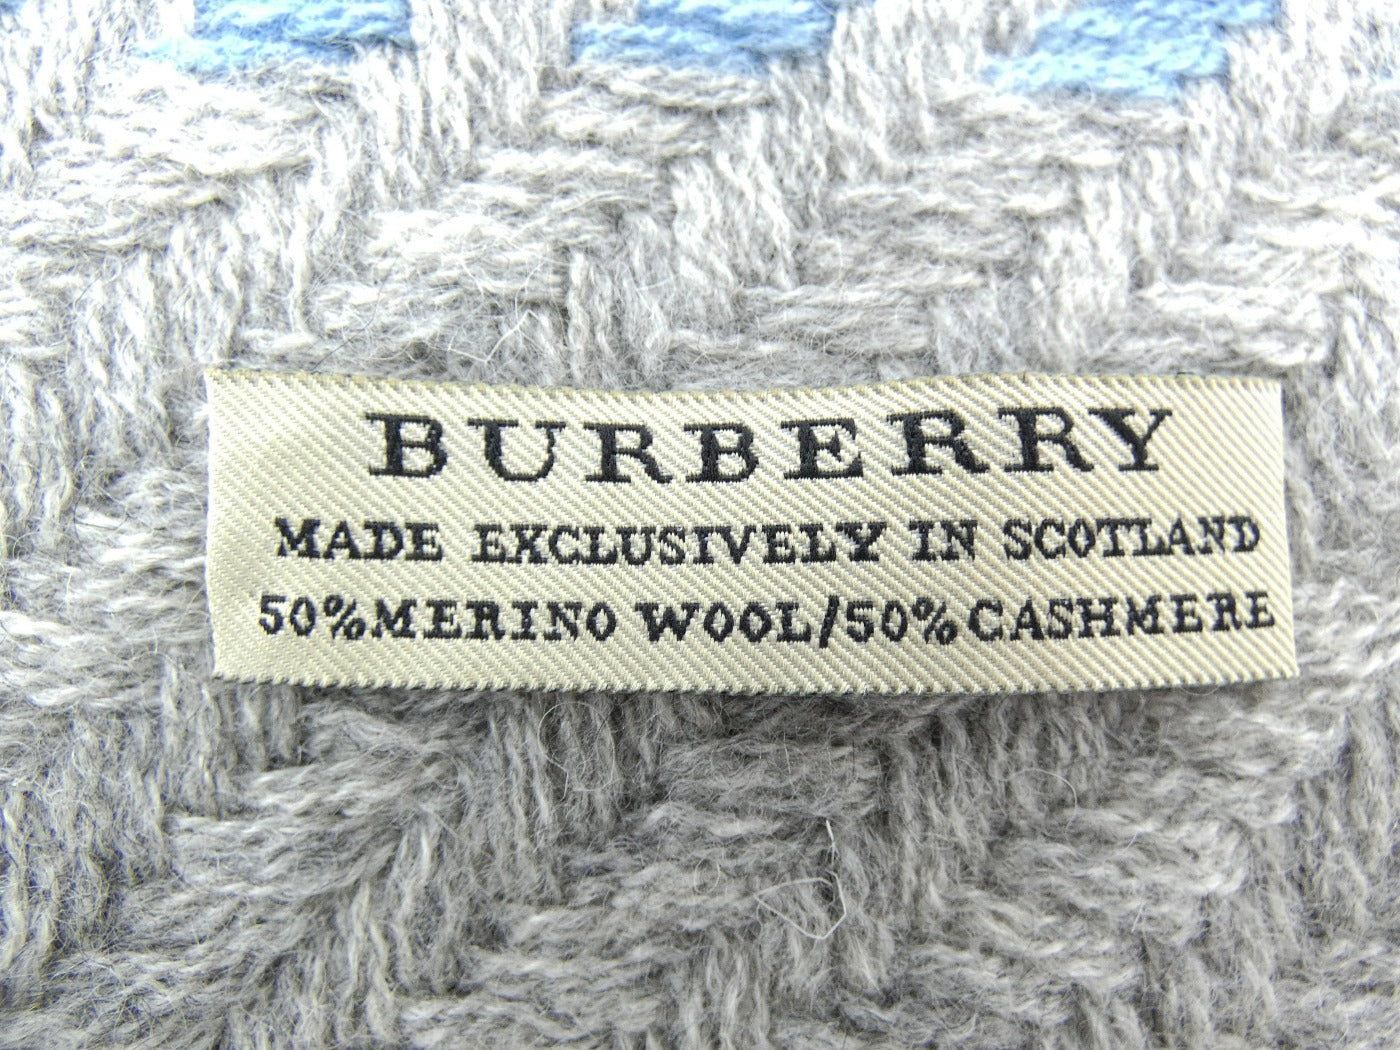 BURBERRY
MADE EXCLUSIVELY IN SCOTLAND
50% MERINO WOOL/50% CASHMERE